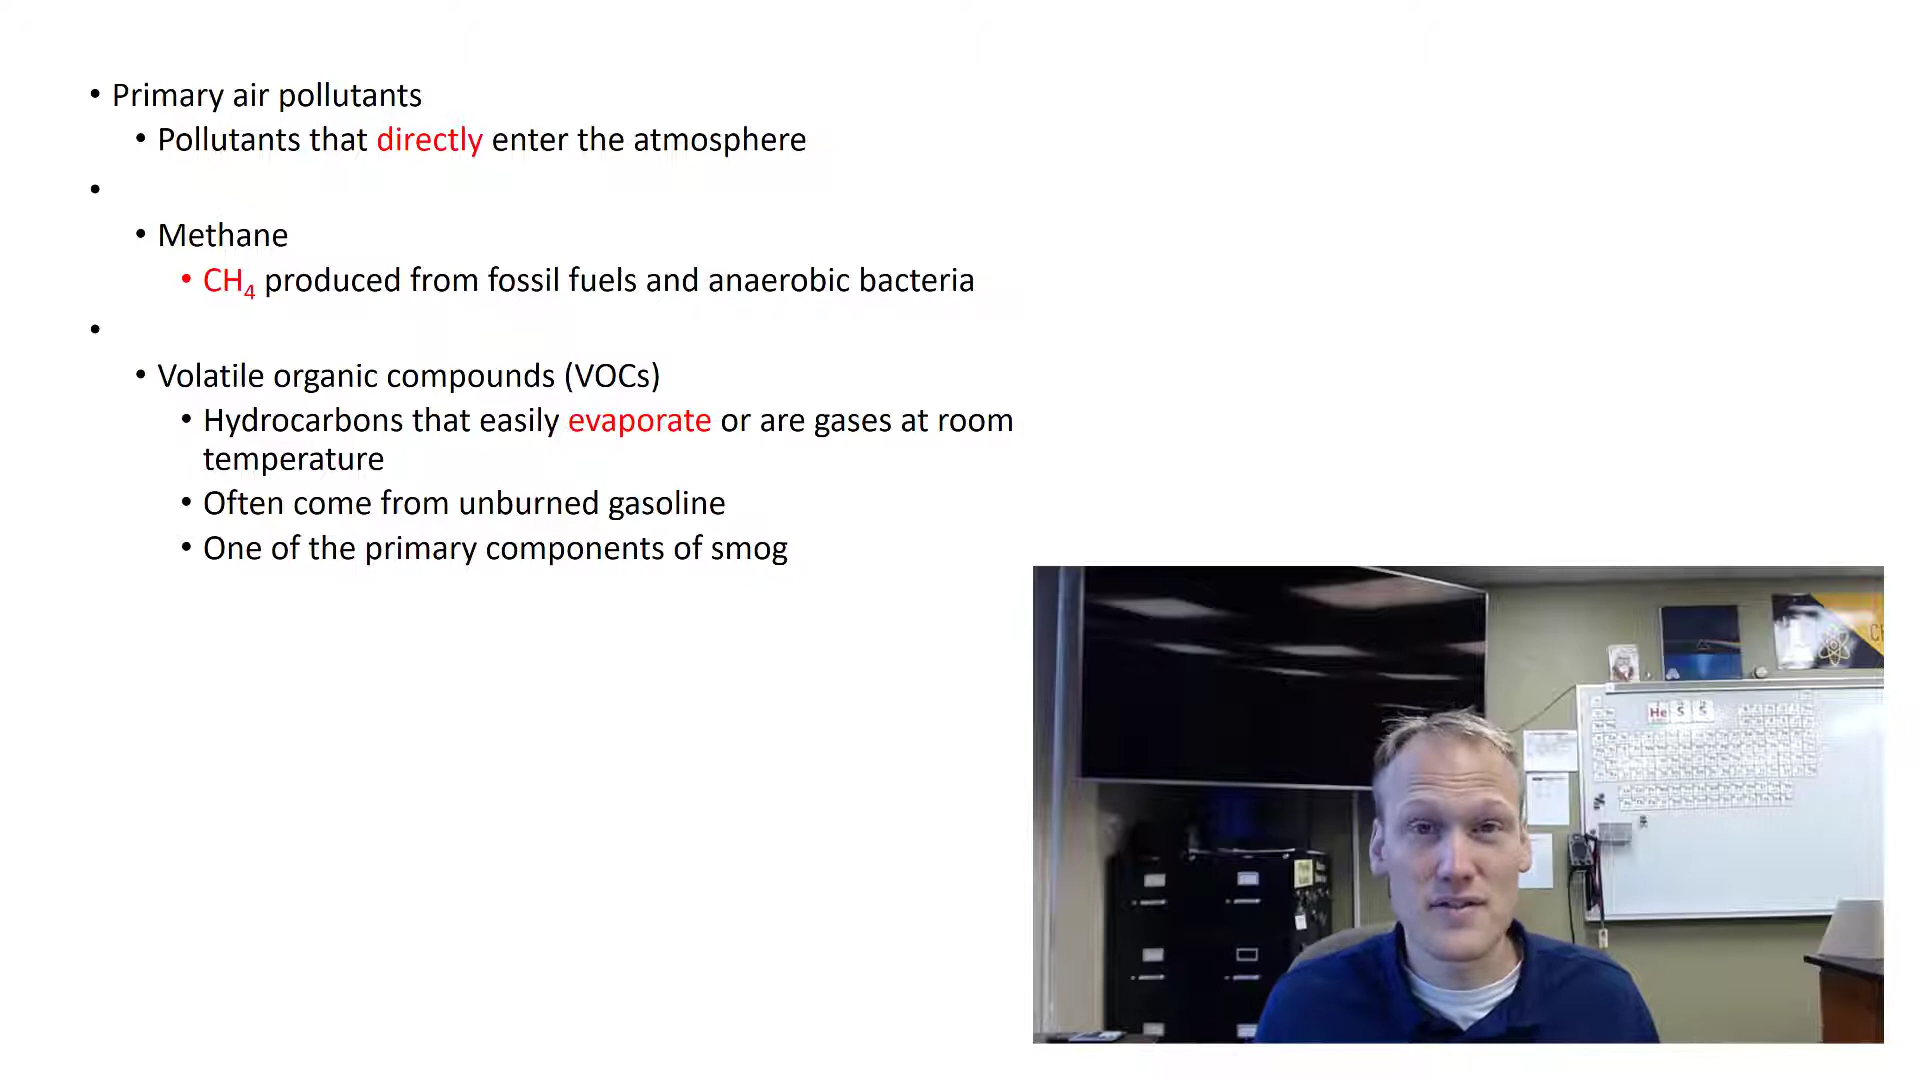 • Primary air pollutants
• Pollutants that directly enter the atmosphere
•
• Methane
• CH₄ produced from fossil fuels and anaerobic bacteria
•
• Volatile organic compounds (VOCs)
• Hydrocarbons that easily evaporate or are gases at room
temperature
• Often come from unburned gasoline
• One of the primary components of smog
He S S